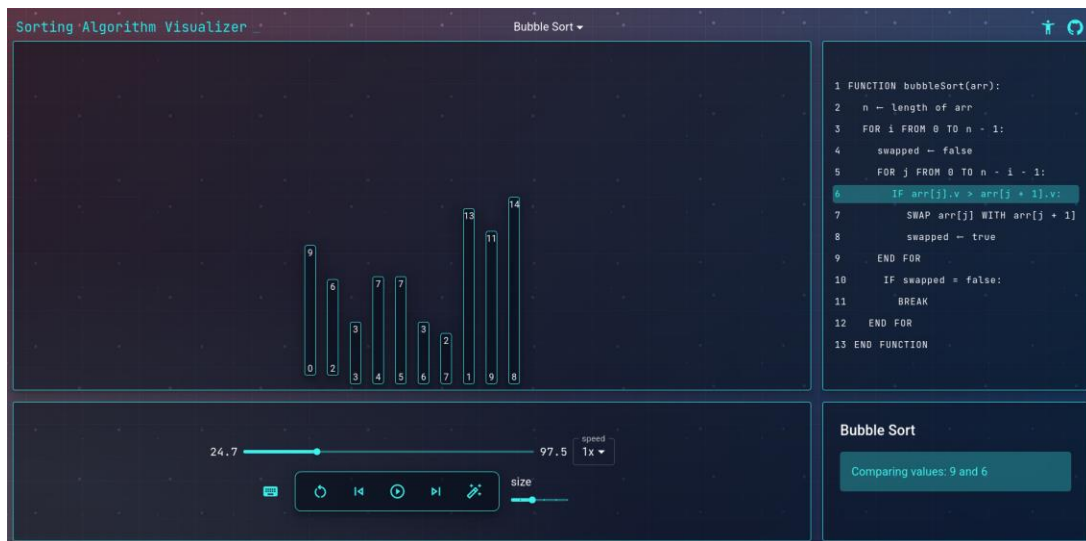 Sorting Algorithm Visualizer _
Bubble Sort
1 FUNCTION bubbleSort(arr):
2 n ← length of arr
3 FOR i FROM 0 TO n - 1:
4 swapped ← false
5 FOR j FROM 0 TO n - i - 1:
6 IF arr[j].v > arr[j + 1].v:
7 SWAP arr[j] WITH arr[j + 1]
8 swapped ← true
9 END FOR
10 IF swapped = false:
11 BREAK
12 END FOR
13 END FUNCTION
9 6 3 7 7 3 2 13 11 14
0 2 3 4 5 6 7 1 9 8
24.7 97.5
speed
1x
size
Bubble Sort
Comparing values: 9 and 6